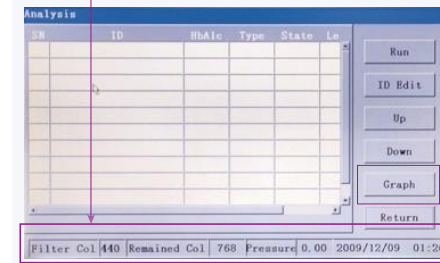 Analysis
SN ID HbA1c Type State Le
Run
ID Edit
Up
Down
Graph
Return
Filter Col 440 Remained Col 768 Pressure 0.00 2009/12/09 01:26